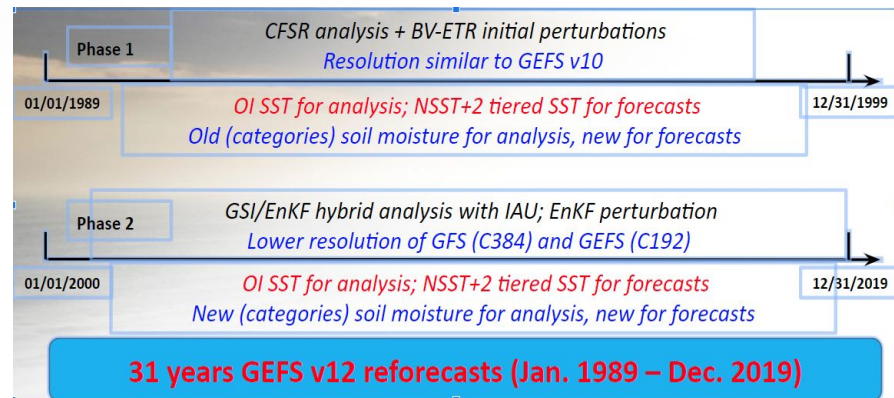 CFSR analysis + BV-ETR initial perturbations
Phase 1
Resolution similar to GEFS v10
01/01/1989
OI SST for analysis; NSST+2 tiered SST for forecasts
12/31/1999
Old (categories) soil moisture for analysis, new for forecasts
GSI/EnKF hybrid analysis with IAU; EnKF perturbation
Phase 2
Lower resolution of GFS (C384) and GEFS (C192)
01/01/2000
OI SST for analysis; NSST+2 tiered SST for forecasts
12/31/2019
New (categories) soil moisture for analysis, new for forecasts
31 years GEFS v12 reforecasts (Jan. 1989 – Dec. 2019)